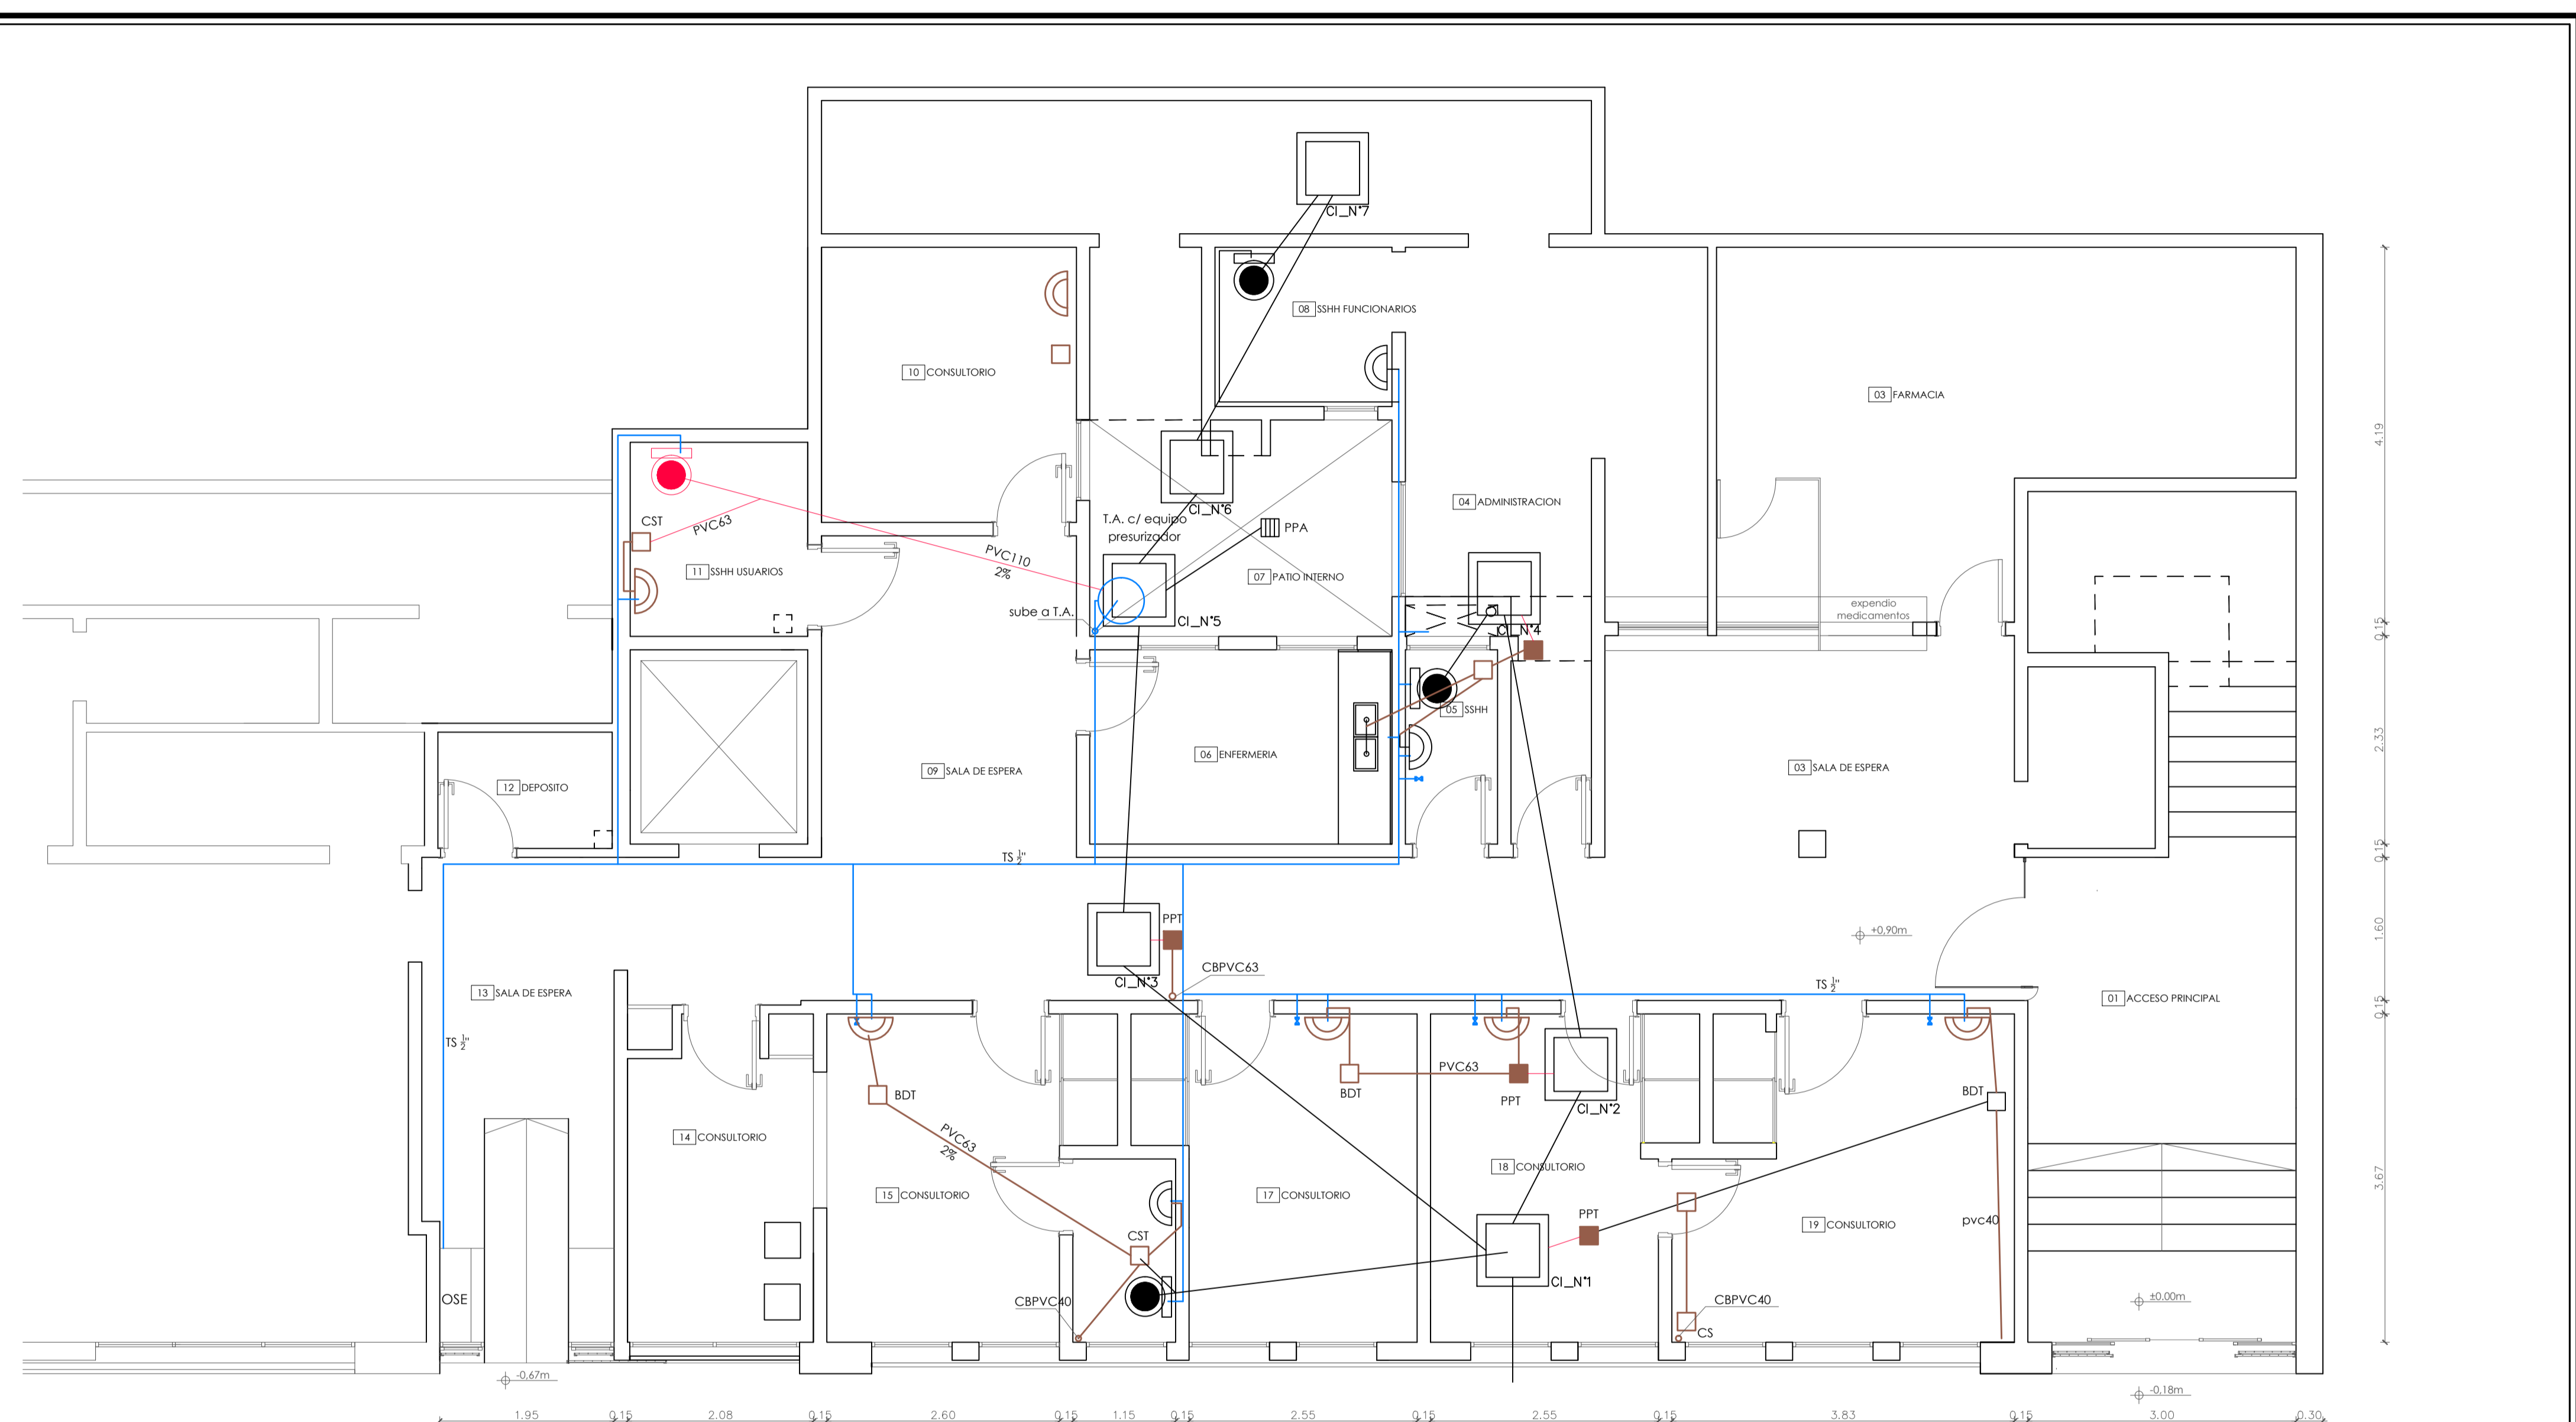 CI_N°7
08 SSHH FUNCIONARIOS
10 CONSULTORIO
03 FARMACIA
4.19
CI_N°6
04 ADMINISTRACION
CST
PVC63
T.A. c/ equipo
presurizador
PPA
PVC110
2%
11 SSHH USUARIOS
07 PATIO INTERNO
sube a T.A.
CI_N°5
CI_N°4
expendio
medicamentos
0.15
05 SSHH
06 ENFERMERIA
09 SALA DE ESPERA
03 SALA DE ESPERA
2.33
12 DEPOSITO
TS ½"
0.15
PPT
+0,90m
1.60
CBPVC63
CI_N°3
13 SALA DE ESPERA
TS ½"
01 ACCESO PRINCIPAL
0.15
TS ½"
BDT
PVC63
BDT
PPT
CI_N°2
BDT
14 CONSULTORIO
PVC63
2%
15 CONSULTORIO
17 CONSULTORIO
18 CONSULTORIO
3.67
PPT
19 CONSULTORIO
pvc40
CST
CI_N°1
OSE
CBPVC40
CBPVC40
CS
±0.00m
-0,67m
-0,18m
1.95 0.15 2.08 0.15 2.60 0.15 1.15 0.15 2.55 0.15 2.55 0.15 3.83 0.15 3.00 0.30